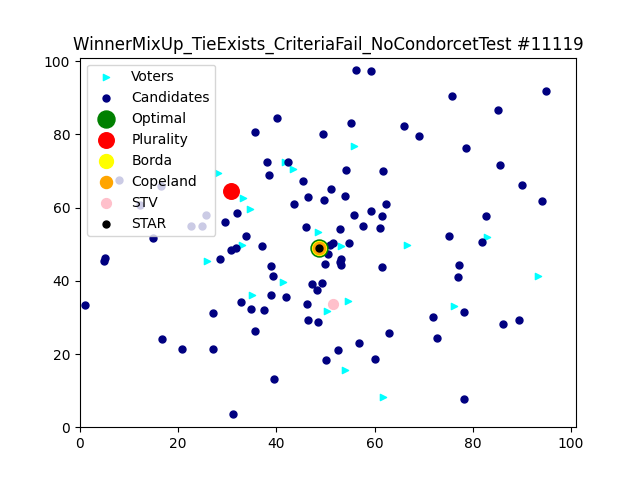 WinnerMixUp_TieExists_CriteriaFail_NoCondorcetTest #11119
100
80
60
40
20
0
0 20 40 60 80 100
Voters
Candidates
Optimal
Plurality
Borda
Copeland
STV
STAR